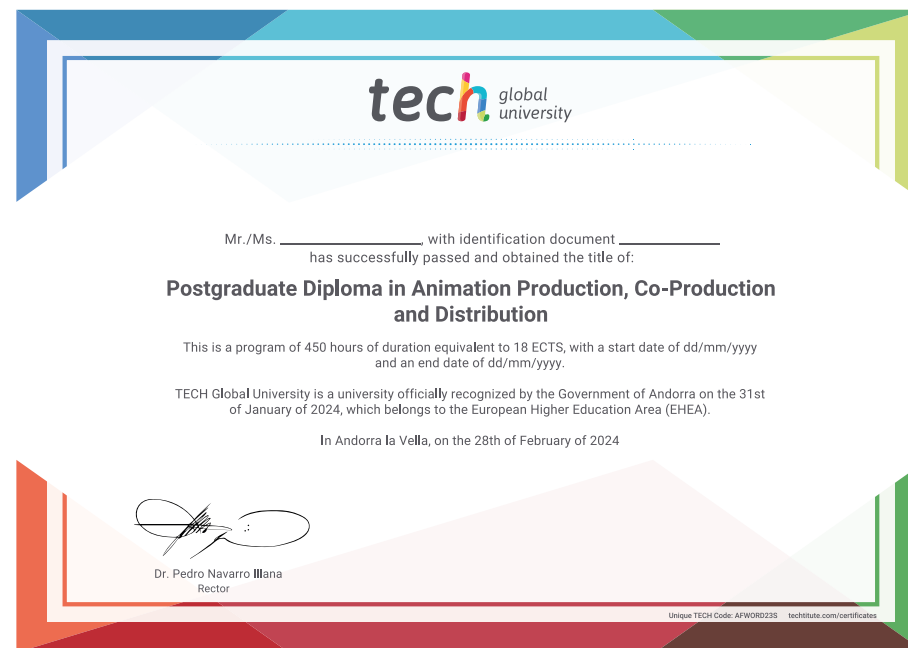 tech global university
Mr./Ms. ____________________, with identification document ______________
has successfully passed and obtained the title of:
Postgraduate Diploma in Animation Production, Co-Production
and Distribution
This is a program of 450 hours of duration equivalent to 18 ECTS, with a start date of dd/mm/yyyy
and an end date of dd/mm/yyyy.
TECH Global University is a university officially recognized by the Government of Andorra on the 31st
of January of 2024, which belongs to the European Higher Education Area (EHEA).
In Andorra la Vella, on the 28th of February of 2024
Dr. Pedro Navarro Illana
Rector
Unique TECH Code: AFWORD23S techtitute.com/certificates